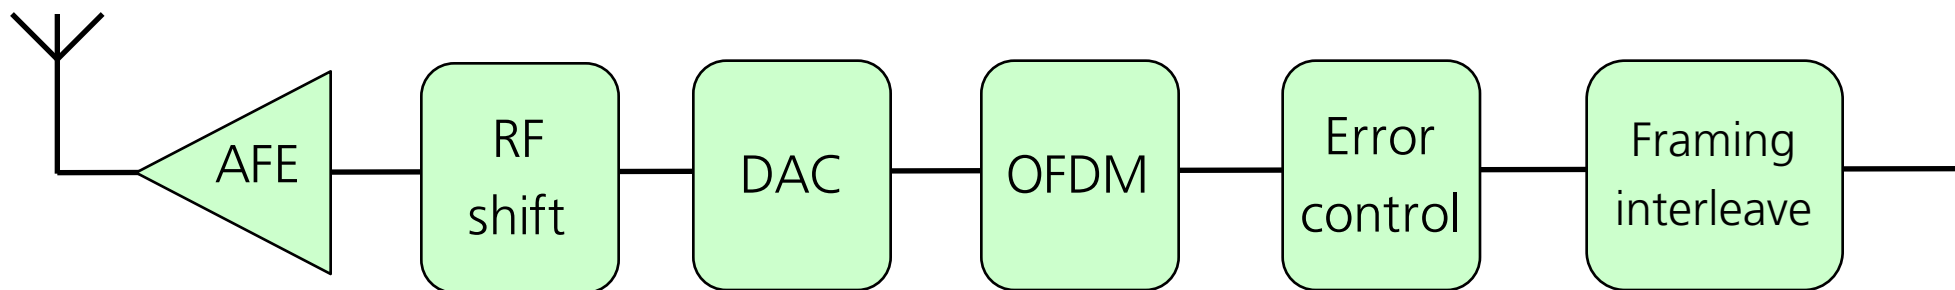 AFE
RF
shift
DAC
OFDM
Error
control
Framing
interleave